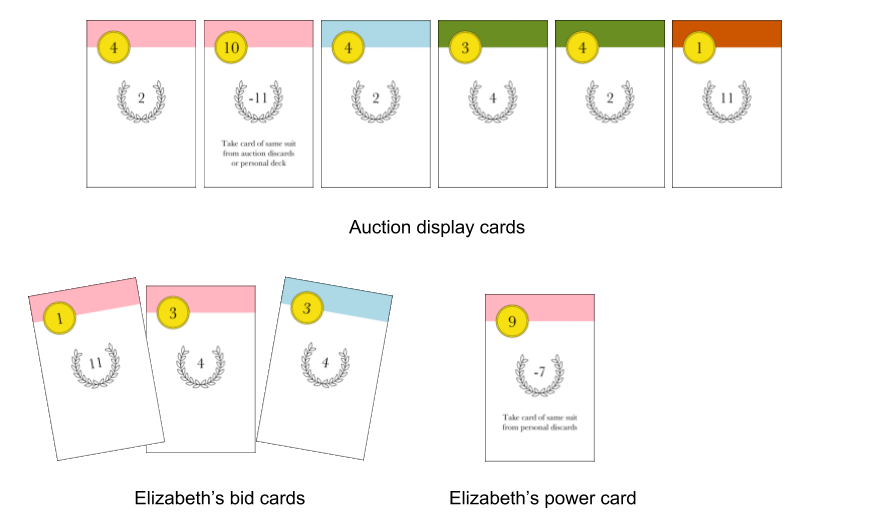 4
10
4
3
4
1
2
-11
2
4
2
11
Take card of same suit
from auction discards
or personal deck
Auction display cards
1
3
3
9
11
4
4
-7
Take card of same suit
from personal discards
Elizabeth’s bid cards
Elizabeth’s power card